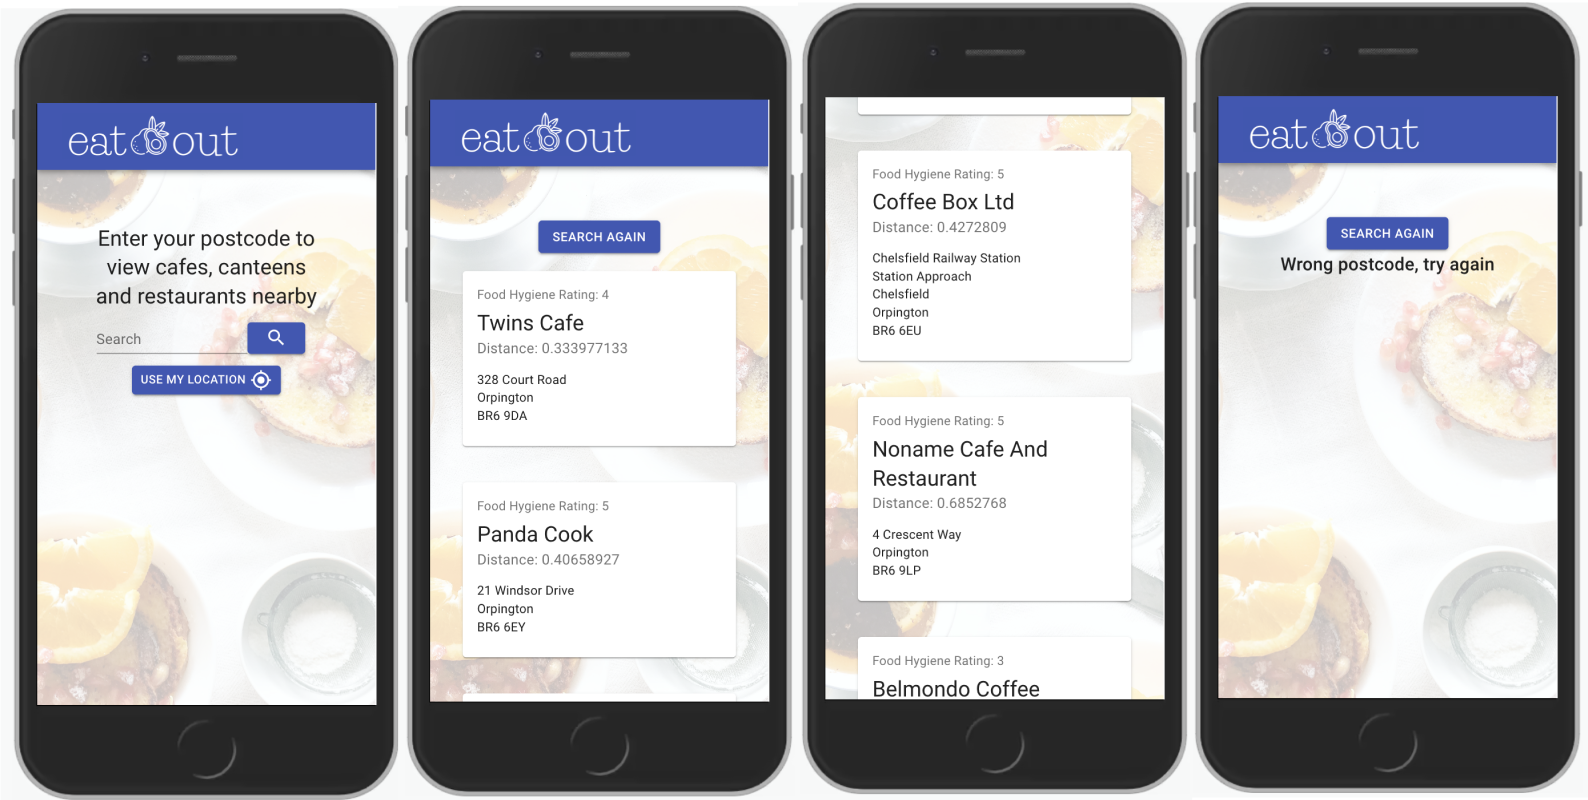 eat out
Enter your postcode to
view cafes, canteens
and restaurants nearby
Search
USE MY LOCATION
eat out
SEARCH AGAIN
Food Hygiene Rating: 4
Twins Cafe
Distance: 0.333977133
328 Court Road
Orpington
BR6 9DA
Food Hygiene Rating: 5
Panda Cook
Distance: 0.40658927
21 Windsor Drive
Orpington
BR6 6EY
Food Hygiene Rating: 5
Coffee Box Ltd
Distance: 0.4272809
Chelsfield Railway Station
Station Approach
Chelsfield
Orpington
BR6 6EU
Food Hygiene Rating: 5
Noname Cafe And
Restaurant
Distance: 0.6852768
4 Crescent Way
Orpington
BR6 9LP
Food Hygiene Rating: 3
Belmondo Coffee
eat out
SEARCH AGAIN
Wrong postcode, try again